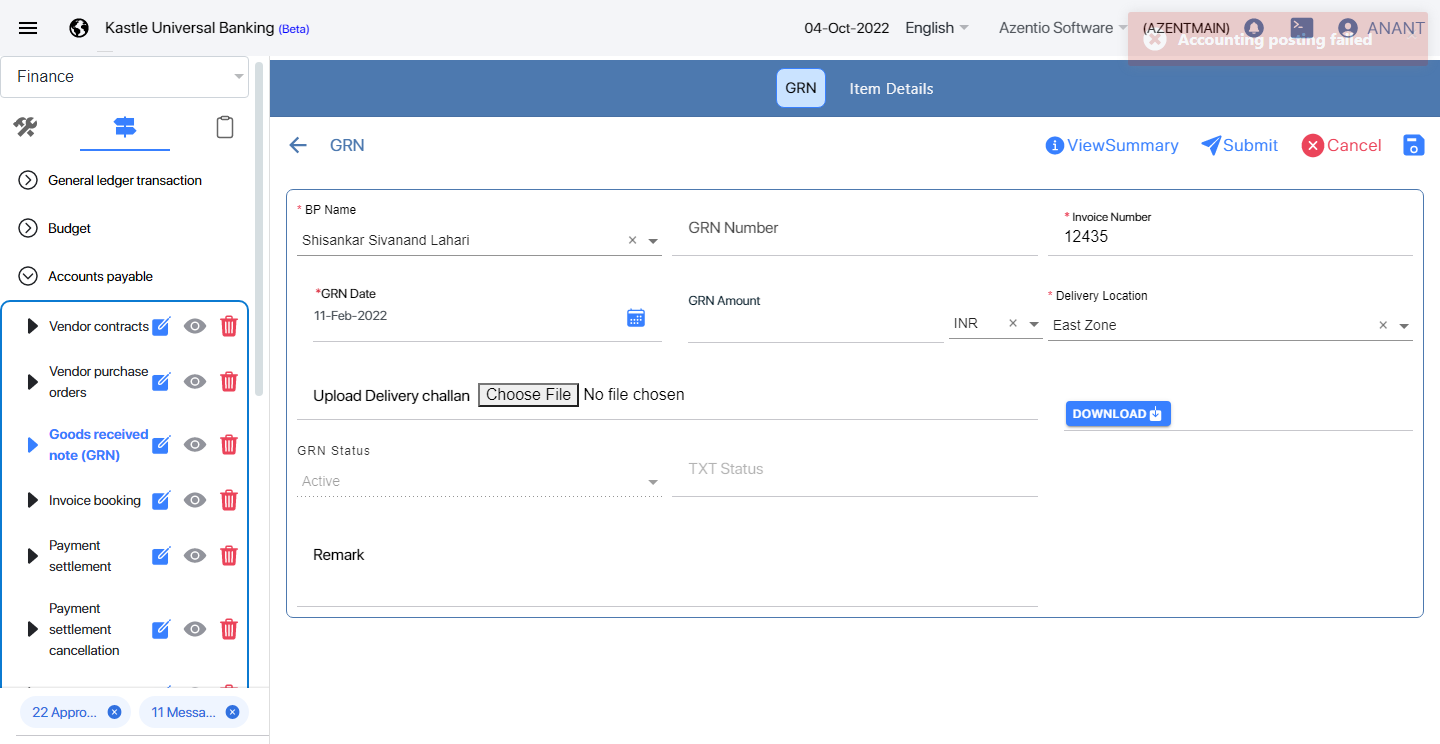 Kastle Universal Banking (Beta)
04-Oct-2022
English
Azentio Software
(AZENTMAIN)
ANANT
Accounting posting failed
Finance
GRN
Item Details
GRN
ViewSummary
Submit
Cancel
General ledger transaction
Budget
Accounts payable
Vendor contracts
Vendor purchase
orders
Goods received
note (GRN)
Invoice booking
Payment
settlement
Payment
settlement
cancellation
22 Appro...
11 Messa...
* BP Name
Shisankar Sivanand Lahari
GRN Number
* Invoice Number
12435
*GRN Date
11-Feb-2022
GRN Amount
INR
* Delivery Location
East Zone
Upload Delivery challan
Choose File No file chosen
DOWNLOAD
GRN Status
Active
TXT Status
Remark